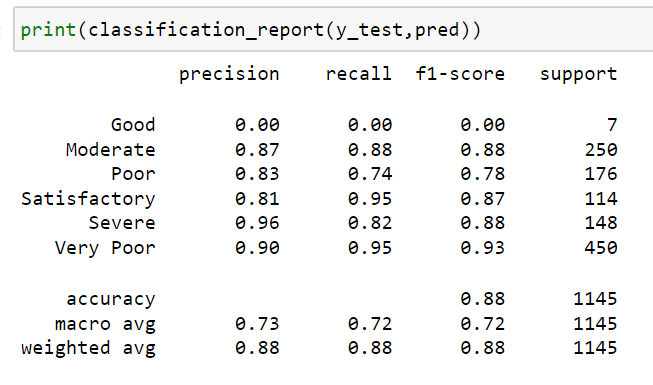 print(classification_report(y_test,pred))
precision recall f1-score support
Good 0.00 0.00 0.00 7
Moderate 0.87 0.88 0.88 250
Poor 0.83 0.74 0.78 176
Satisfactory 0.81 0.95 0.87 114
Severe 0.96 0.82 0.88 148
Very Poor 0.90 0.95 0.93 450
accuracy 0.88 1145
macro avg 0.73 0.72 0.72 1145
weighted avg 0.88 0.88 0.88 1145